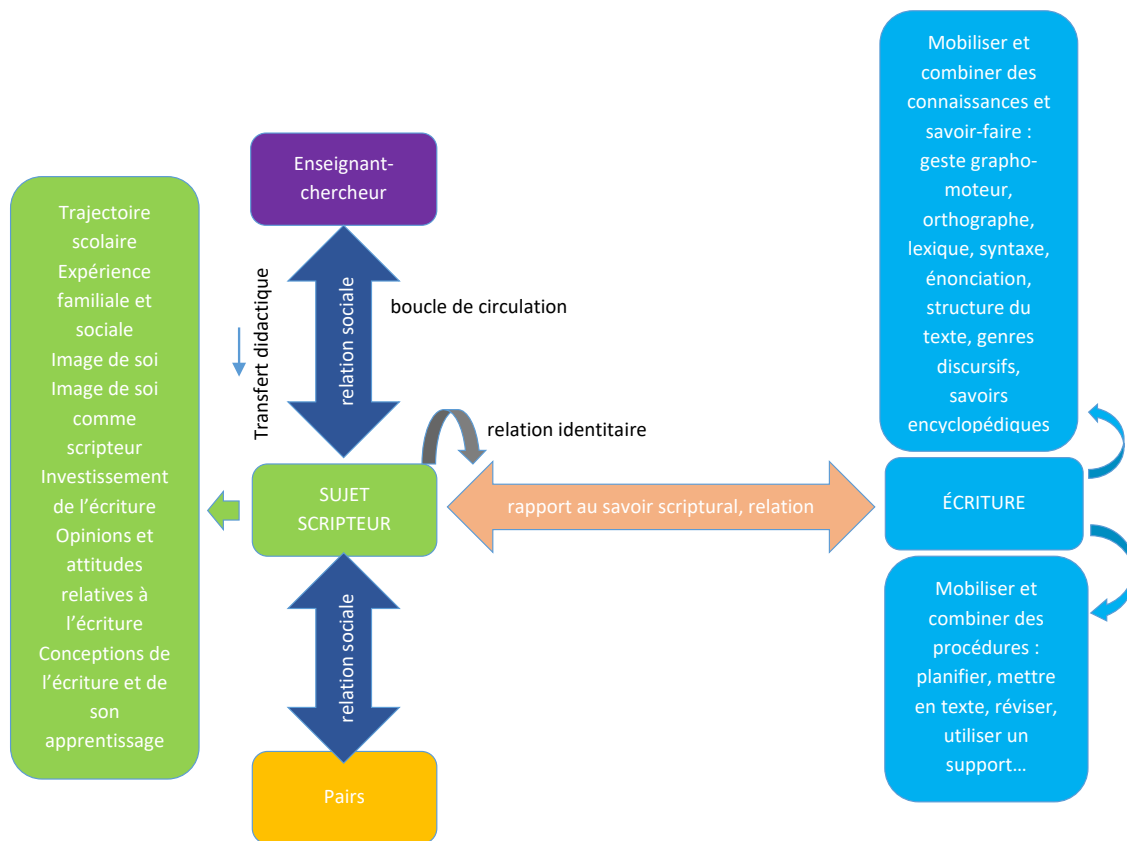 Mobiliser et
combiner des
connaissances et
savoir-faire :
geste grapho-
moteur,
orthographe,
lexique, syntaxe,
énonciation,
structure du
texte, genres
discursifs,
savoirs
encyclopédiques
Enseignant-
chercheur
Trajectoire
scolaire
Expérience
familiale et
sociale
Image de soi
Image de soi
comme
scripteur
Investissement
de l'écriture
Opinions et
attitudes
relatives à
l'écriture
Conceptions de
l'écriture et de
son
apprentissage
Transfert didactique
relation sociale
boucle de circulation
relation identitaire
SUJET
SCRIPTEUR
rapport au savoir scriptural, relation
ÉCRITURE
relation sociale
Mobiliser et
combiner des
procédures :
planifier, mettre
en texte, réviser,
utiliser un
support…
Pairs